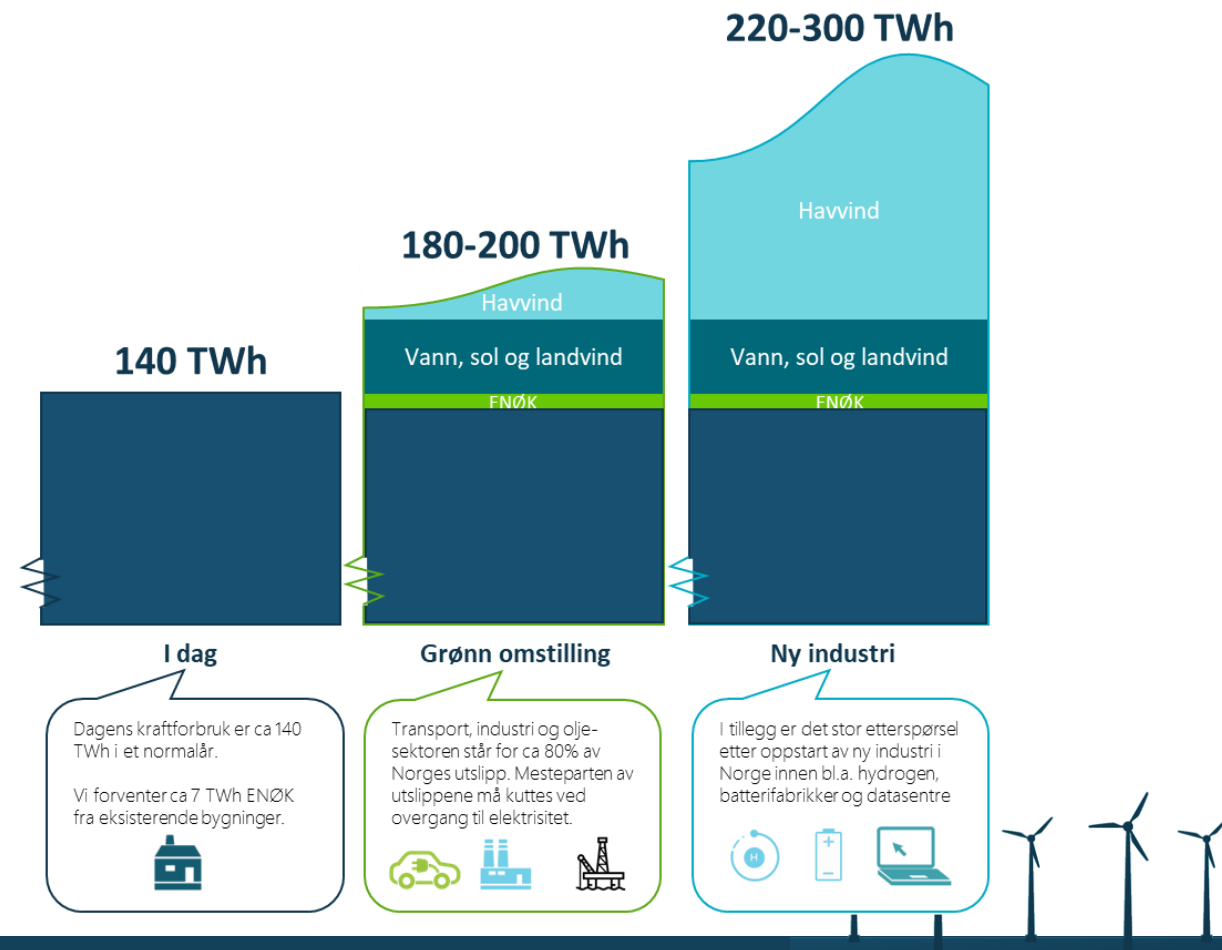 220-300 TWh
Havvind
180-200 TWh
Havvind
140 TWh
Vann, sol og landvind
Vann, sol og landvind
ENØK
ENØK
I dag
Grønn omstilling
Ny industri
Dagens kraftforbruk er ca 140
TWh i et normalår.
Vi forventer ca 7 TWh ENØK
fra eksisterende bygninger.
Transport, industri og olje-
sektoren står for ca 80% av
Norges utslipp. Mesteparten av
utslippene må kuttes ved
overgang til elektrisitet.
I tillegg er det stor etterspørsel
etter oppstart av ny industri i
Norge innen bl.a. hydrogen,
batterifabrikker og datasentre
H